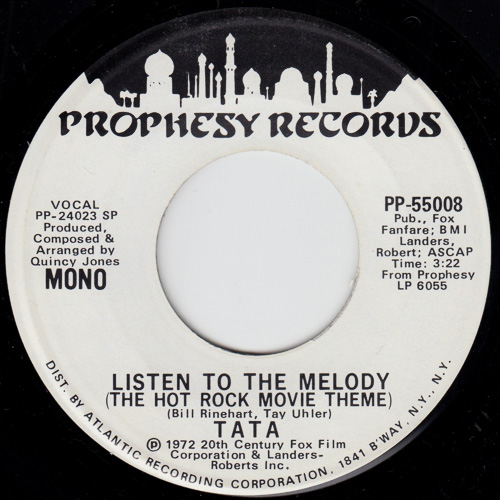 PROPHESY RECORDS
VOCAL
PP-24023 SP
Produced,
Composed &
Arranged by
Quincy Jones
MONO
PP-55008
Pub., Fox
Fanfare; BMI
Landers,
Robert; ASCAP
Time: 3:22
From Prophesy
LP 6055
LISTEN TO THE MELODY
(THE HOT ROCK MOVIE THEME)
(Bill Rinehart, Tay Uhler)
TATA
Ⓟ 1972 20th Century Fox Film
Corporation & Landers-
Roberts Inc.
DIST. BY ATLANTIC RECORDING CORPORATION, 1841 B'WAY, N.Y., N.Y.